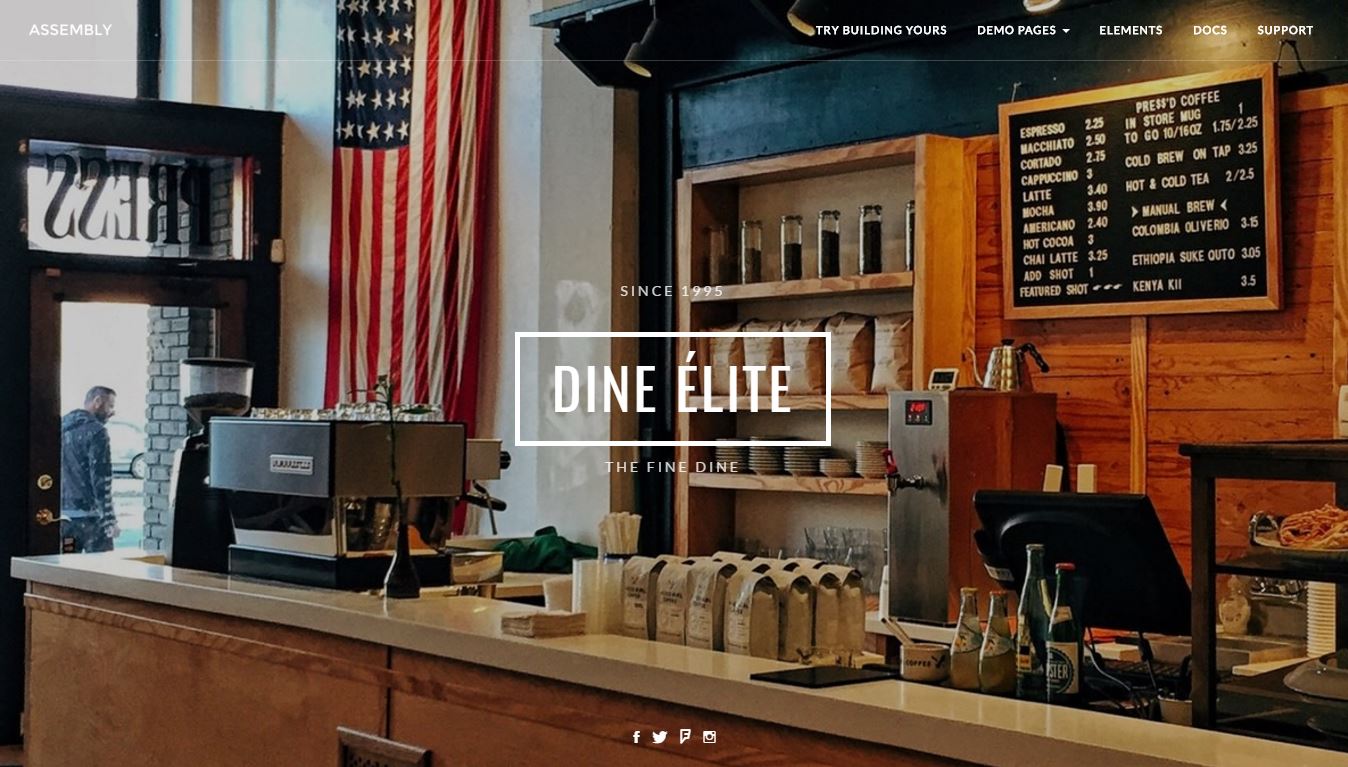 ASSEMBLY
TRY BUILDING YOURS
DEMO PAGES
ELEMENTS
DOCS
SUPPORT
PRESS
PRE$$'D COFFEE
ESPRESSO 2.25
MACCHIATO 2.50
CORTADO 2.75
CAPPUCCINO 3
LATTE 3.40
MOCHA 3.90
AMERICANO 2.40
HOT COCOA 3
CHAI LATTE 3.25
ADD SHOT 1
FEATURED SHOT
IN STORE MUG 1
TO GO 10/16OZ 1.75/2.25
COLD BREW ON TAP 3.25
HOT & COLD TEA 2/2.5
MANUAL BREW
COLOMBIA OLIVERIO 3.15
ETHIOPIA SUKE QUTO 3.05
KENYA KII 3.5
SINCE 1995
DINE ÉLITE
THE FINE DINE
COFFEE